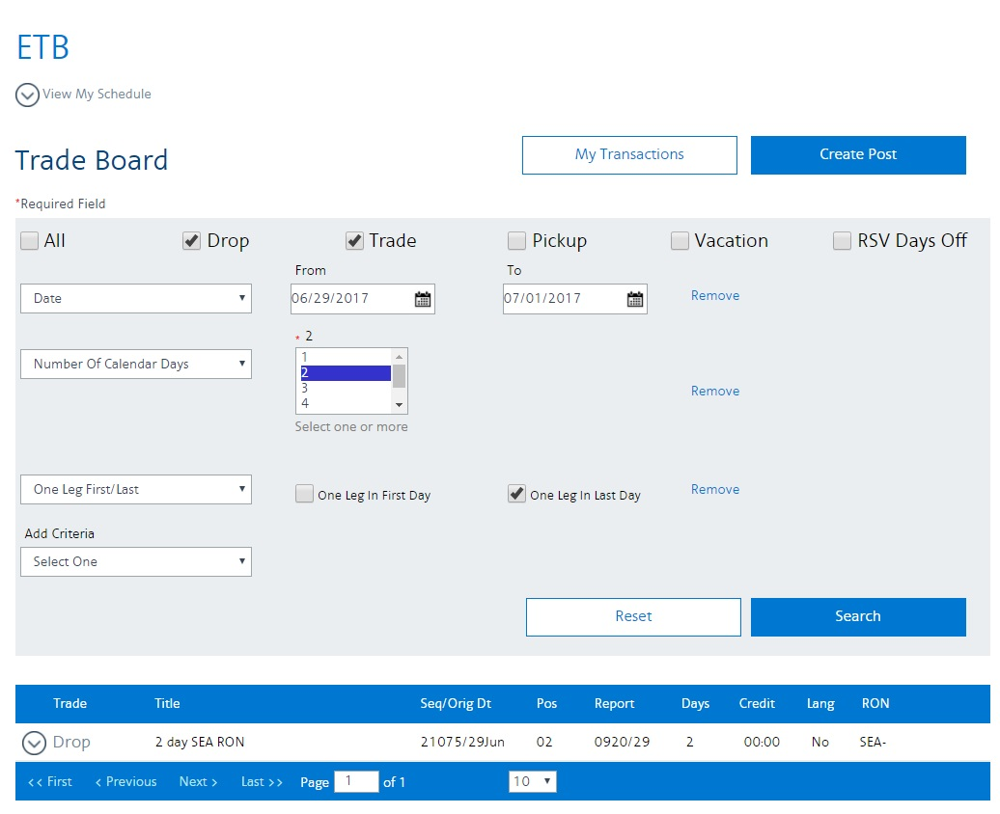 ETB
View My Schedule
Trade Board
My Transactions
Create Post
*Required Field
All
Drop
Trade
Pickup
Vacation
RSV Days Off
From
To
Date
06/29/2017
07/01/2017
Remove
* 2
Number Of Calendar Days
1
2
3
4
Remove
Select one or more
One Leg First/Last
One Leg In First Day
One Leg In Last Day
Remove
Add Criteria
Select One
Reset
Search
Trade Title Seq/Orig Dt Pos Report Days Credit Lang RON
Drop 2 day SEA RON 21075/29Jun 02 0920/29 2 00:00 No SEA-
<< First < Previous Next > Last >> Page 1 of 1 10